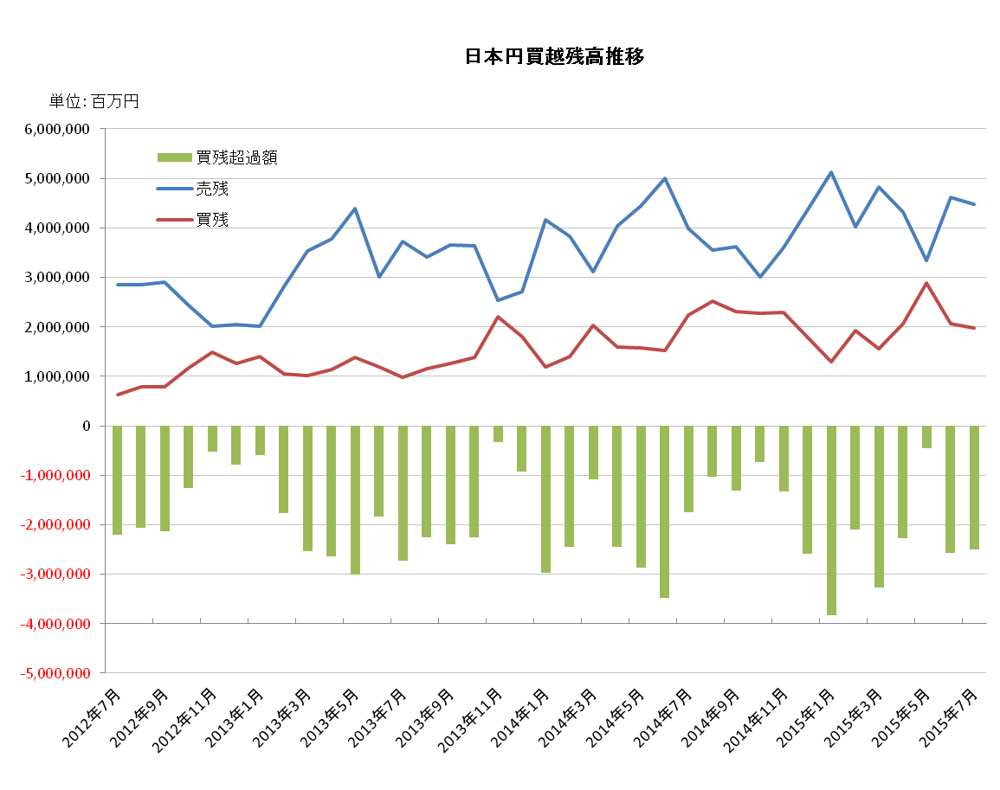 日本円買越残高推移
単位：百万円
6,000,000
5,000,000
4,000,000
3,000,000
2,000,000
1,000,000
0
-1,000,000
-2,000,000
-3,000,000
-4,000,000
-5,000,000
買残超過額
売残
買残
2012年7月
2012年9月
2012年11月
2013年1月
2013年3月
2013年5月
2013年7月
2013年9月
2013年11月
2014年1月
2014年3月
2014年5月
2014年7月
2014年9月
2014年11月
2015年1月
2015年3月
2015年5月
2015年7月